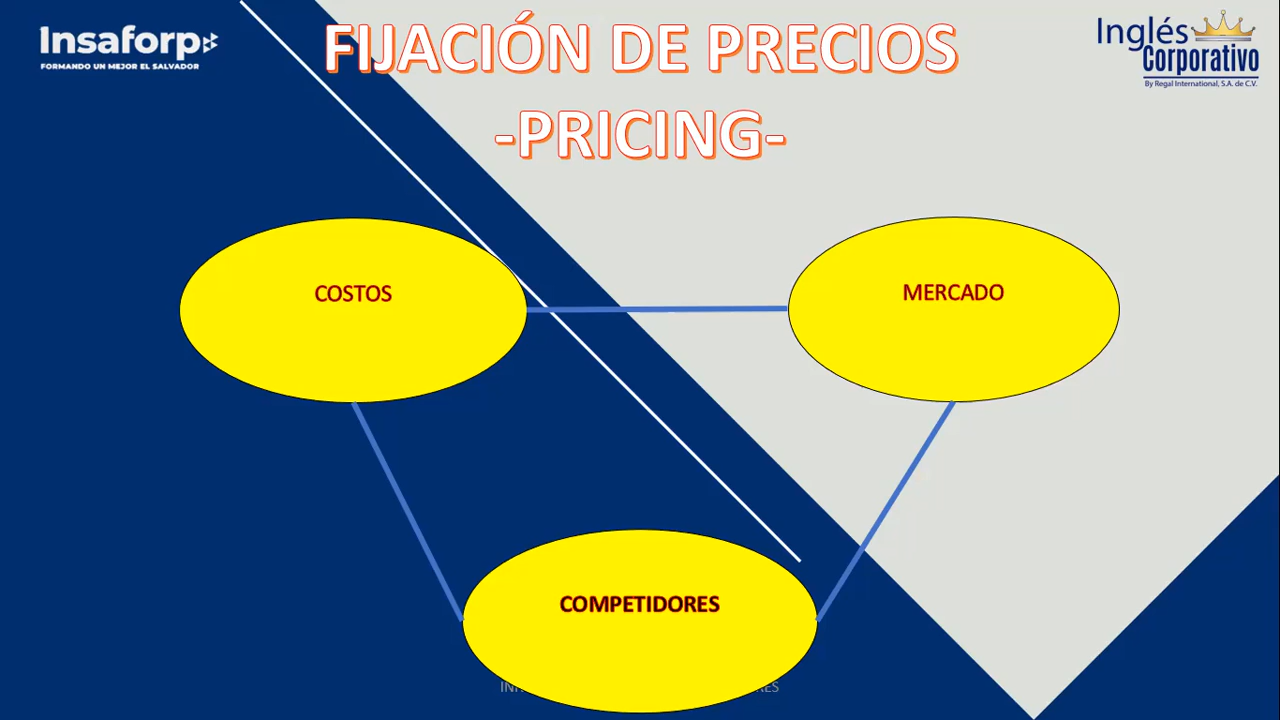 Insaforp
FORMANDO UN MEJOR EL SALVADOR
FIJACIÓN DE PRECIOS
-PRICING-
Inglés
Corporativo
By Regal International, S.A. de C.V.
COSTOS
MERCADO
COMPETIDORES